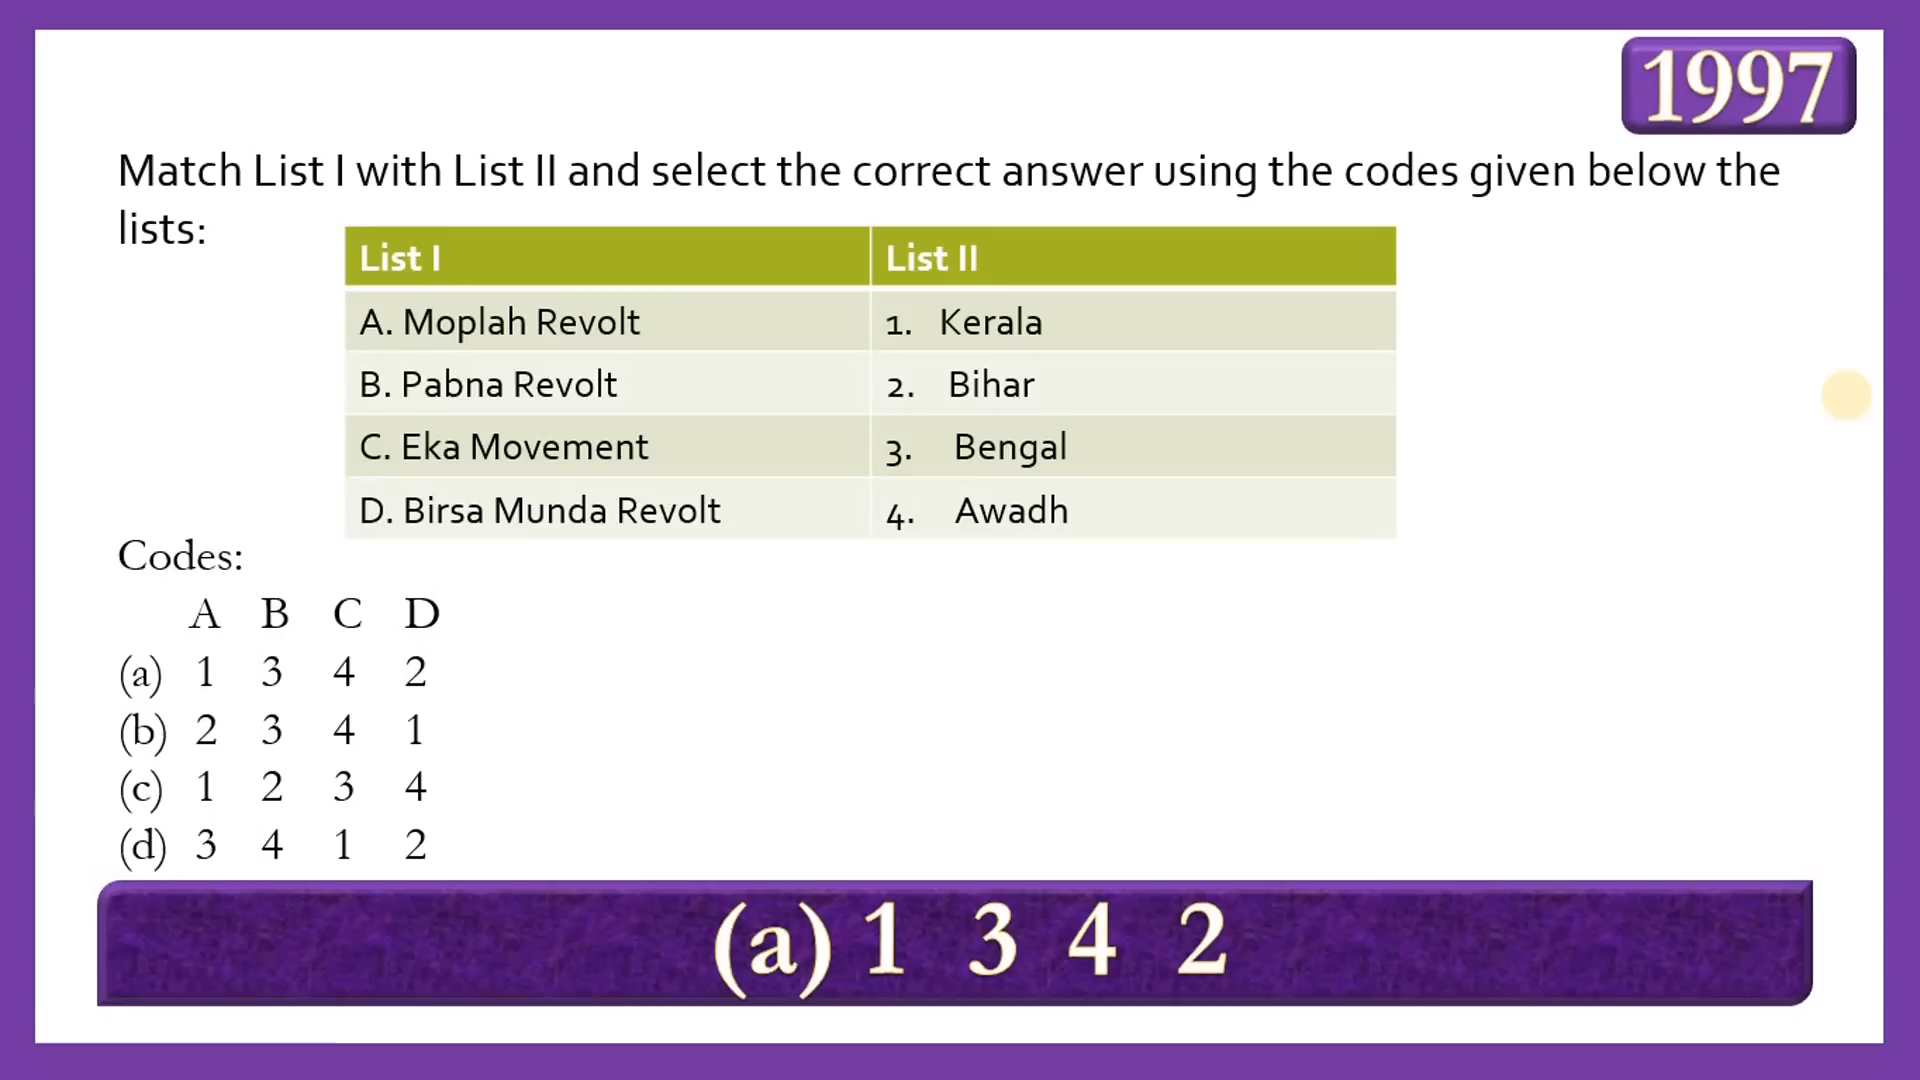 1997
Match List I with List II and select the correct answer using the codes given below the
lists:
List I List II
A. Moplah Revolt 1. Kerala
B. Pabna Revolt 2. Bihar
C. Eka Movement 3. Bengal
D. Birsa Munda Revolt 4. Awadh
Codes:
A B C D
(a) 1 3 4 2
(b) 2 3 4 1
(c) 1 2 3 4
(d) 3 4 1 2
(a) 1 3 4 2